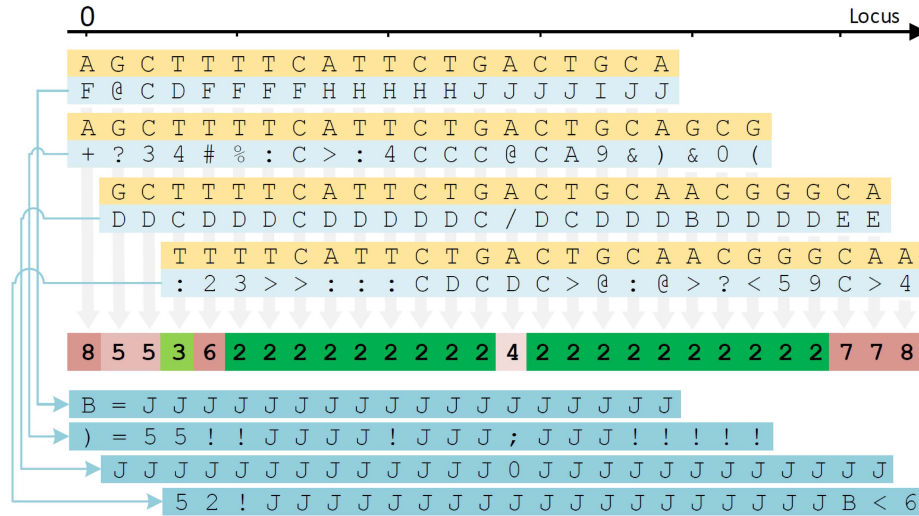 0 Locus
A G C T T T T C A T T C T G A C T G C A
F @ C D F F F F H H H H H J J J J I J J
A G C T T T T C A T T C T G A C T G C A G C G
+ ? 3 4 # % : C > : 4 C C C @ C A 9 & ) & 0 (
G C T T T T C A T T C T G A C T G C A A C G G G C A
D D C D D D C D D D D D C / D C D D D B D D D D E E
T T T T C A T T C T G A C T G C A A C G G G C A A
: 2 3 > > : : : C D C D C > @ : @ > ? < 5 9 C > 4
8 5 5 3 6 2 2 2 2 2 2 2 2 2 4 2 2 2 2 2 2 2 2 2 2 7 7 8
B = J J J J J J J J J J J J J J J J J J
) = 5 5 ! ! J J J J ! J J J ; J J J ! ! ! ! !
J J J J J J J J J J J J J 0 J J J J J J J J J J J J
5 2 ! J J J J J J J J J J J J J J J J J J J B < 6